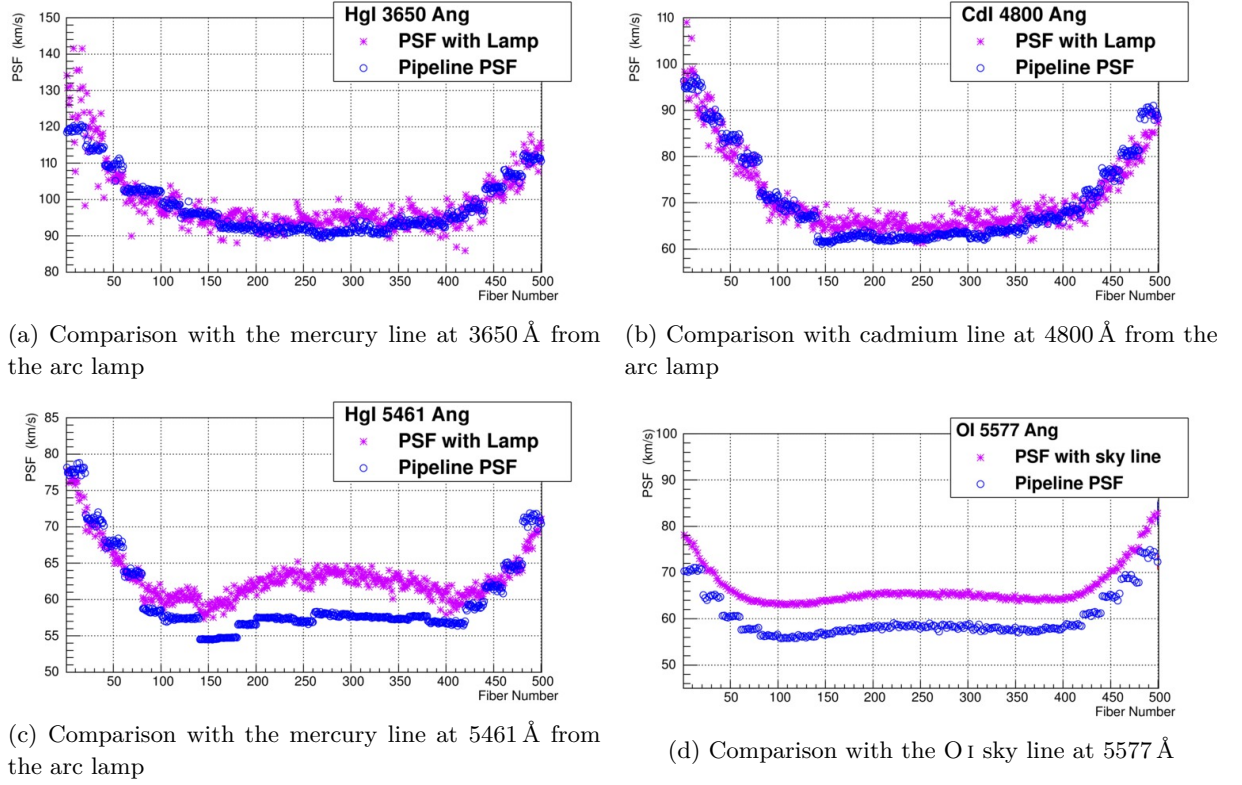 HgI 3650 Ang
PSF with Lamp
Pipeline PSF
PSF (km/s)
150
140
130
120
110
100
90
80
50 100 150 200 250 300 350 400 450 500
Fiber Number
(a) Comparison with the mercury line at 3650 Å from
the arc lamp
CdI 4800 Ang
PSF with Lamp
Pipeline PSF
PSF (km/s)
110
100
90
80
70
60
50 100 150 200 250 300 350 400 450 500
Fiber Number
(b) Comparison with cadmium line at 4800 Å from the
arc lamp
HgI 5461 Ang
PSF with Lamp
Pipeline PSF
PSF (km/s)
85
80
75
70
65
60
55
50
50 100 150 200 250 300 350 400 450 500
Fiber Number
(c) Comparison with the mercury line at 5461 Å from
the arc lamp
OI 5577 Ang
PSF with sky line
Pipeline PSF
PSF (km/s)
100
90
80
70
60
50
50 100 150 200 250 300 350 400 450 500
Fiber Number
(d) Comparison with the O I sky line at 5577 Å